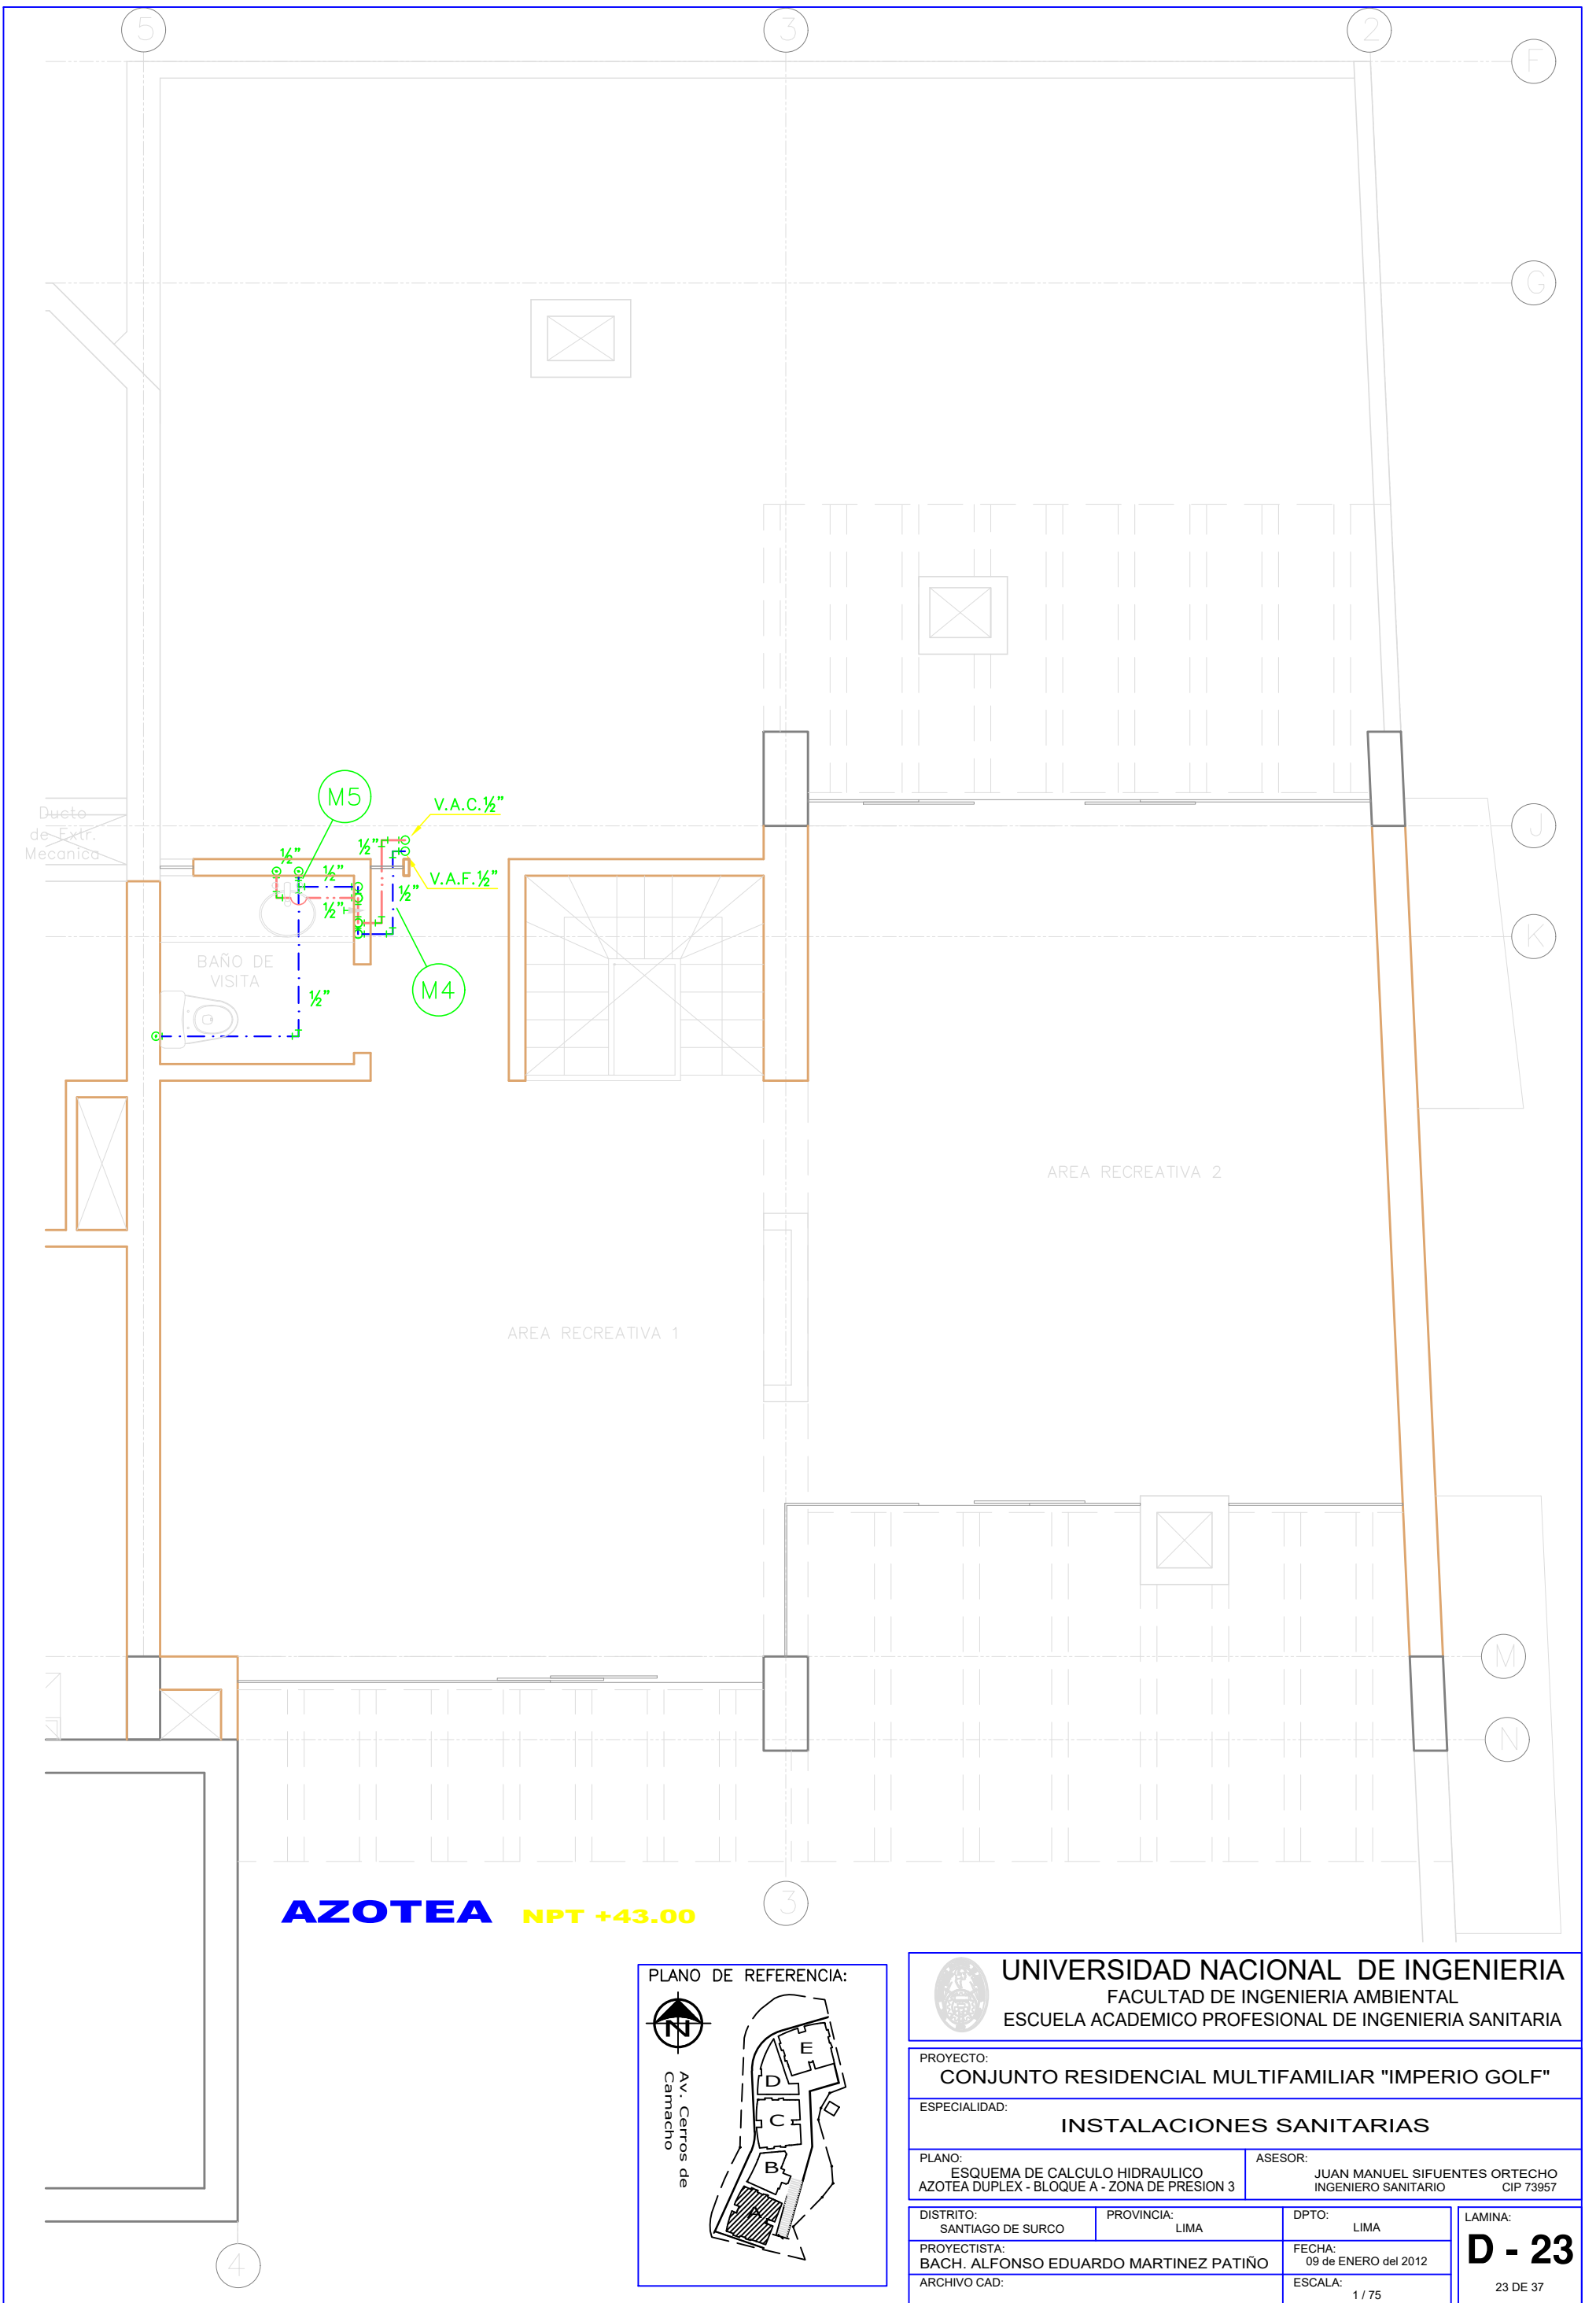 5
3
2
F
G
M5
V.A.C.½"
½"
Ducto
de Extr.
Mecanica
J
½"
½"
V.A.F.½"
½"
½"
K
BAÑO DE
VISITA
½"
M4
AREA RECREATIVA 2
AREA RECREATIVA 1
M
N
3
AZOTEA NPT +43.00
4
PLANO DE REFERENCIA:
N
Av. Cerros de
Camacho
E
D
C
B
A
UNIVERSIDAD NACIONAL DE INGENIERIA
FACULTAD DE INGENIERIA AMBIENTAL
ESCUELA ACADEMICO PROFESIONAL DE INGENIERIA SANITARIA
PROYECTO:
CONJUNTO RESIDENCIAL MULTIFAMILIAR "IMPERIO GOLF"
ESPECIALIDAD:
INSTALACIONES SANITARIAS
PLANO:
ESQUEMA DE CALCULO HIDRAULICO
AZOTEA DUPLEX - BLOQUE A - ZONA DE PRESION 3
ASESOR:
JUAN MANUEL SIFUENTES ORTECHO
INGENIERO SANITARIO CIP 73957
DISTRITO:
SANTIAGO DE SURCO
PROVINCIA:
LIMA
DPTO:
LIMA
LAMINA:
D - 23
23 DE 37
PROYECTISTA:
BACH. ALFONSO EDUARDO MARTINEZ PATIÑO
FECHA:
09 de ENERO del 2012
ARCHIVO CAD:
ESCALA:
1 / 75